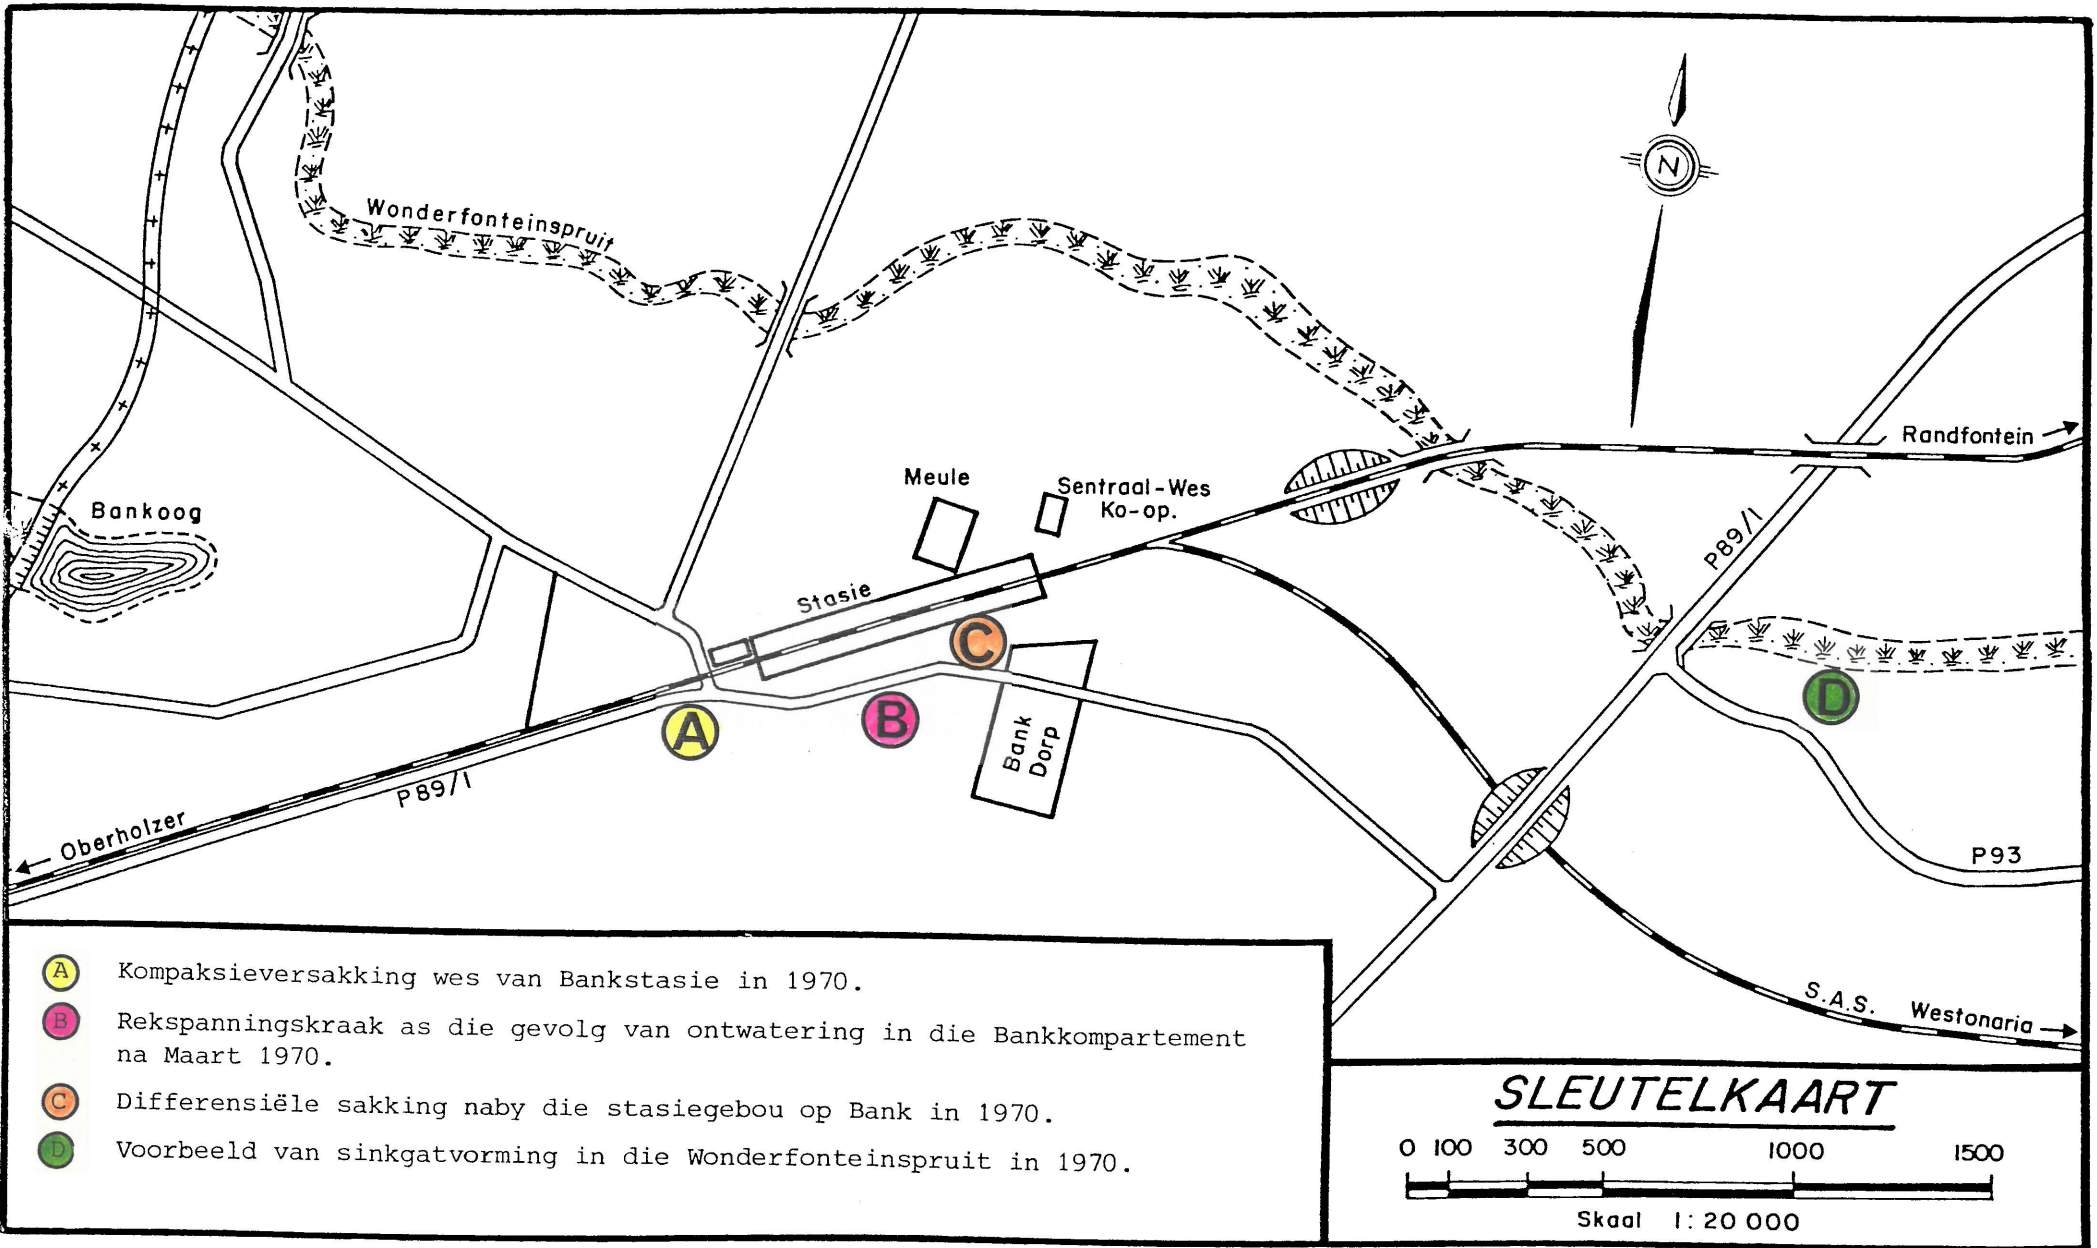 Wonderfonteinspruit
N
Randfontein
Meule
Sentraal-Wes
Ko-op.
Bankoog
P89/1
Stasie
C
D
A
B
Bank
Dorp
P89/1
Oberholzer
P93
S.A.S. Westonaria
A Kompaksieversakking wes van Bankstasie in 1970.
B Rekspanningskraak as die gevolg van ontwatering in die Bankkompartement
na Maart 1970.
C Differensiële sakking naby die stasiegebou op Bank in 1970.
D Voorbeeld van sinkgatvorming in die Wonderfonteinspruit in 1970.
SLEUTELKAART
0 100 300 500 1000 1500
Skaal 1:20 000